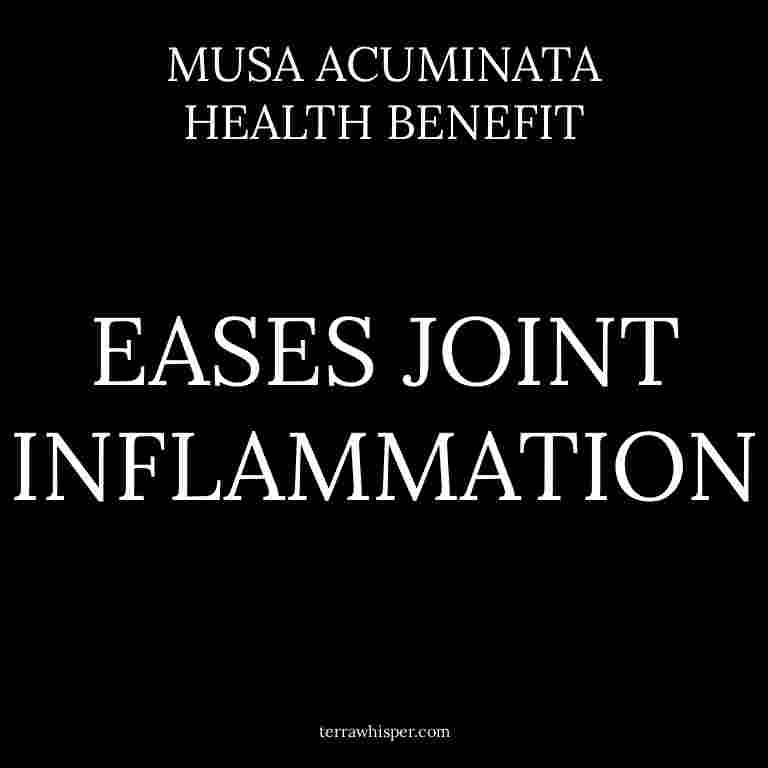 MUSA ACUMINATA
HEALTH BENEFIT
EASES JOINT
INFLAMMATION
terrawhisper.com